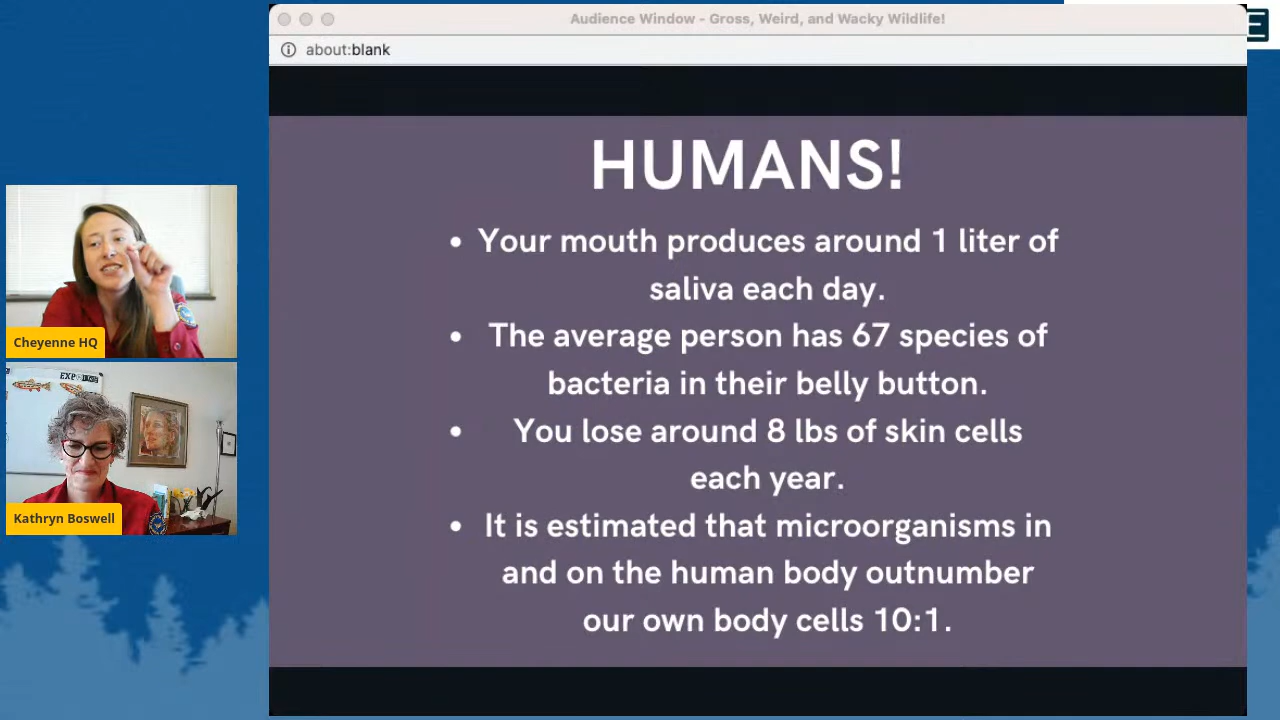 Audience Window - Gross, Weird, and Wacky Wildlife!
about:blank
E
HUMANS!
• Your mouth produces around 1 liter of
saliva each day.
• The average person has 67 species of
bacteria in their belly button.
• You lose around 8 lbs of skin cells
each year.
• It is estimated that microorganisms in
and on the human body outnumber
our own body cells 10:1.
Cheyenne HQ
Kathryn Boswell